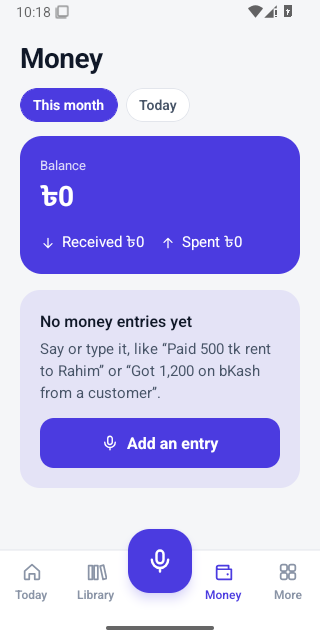 10:18
Money
This month
Today
Balance
৳0
Received ৳0
Spent ৳0
No money entries yet
Say or type it, like “Paid 500 tk rent
to Rahim” or “Got 1,200 on bKash
from a customer”.
Add an entry
Today
Library
Money
More